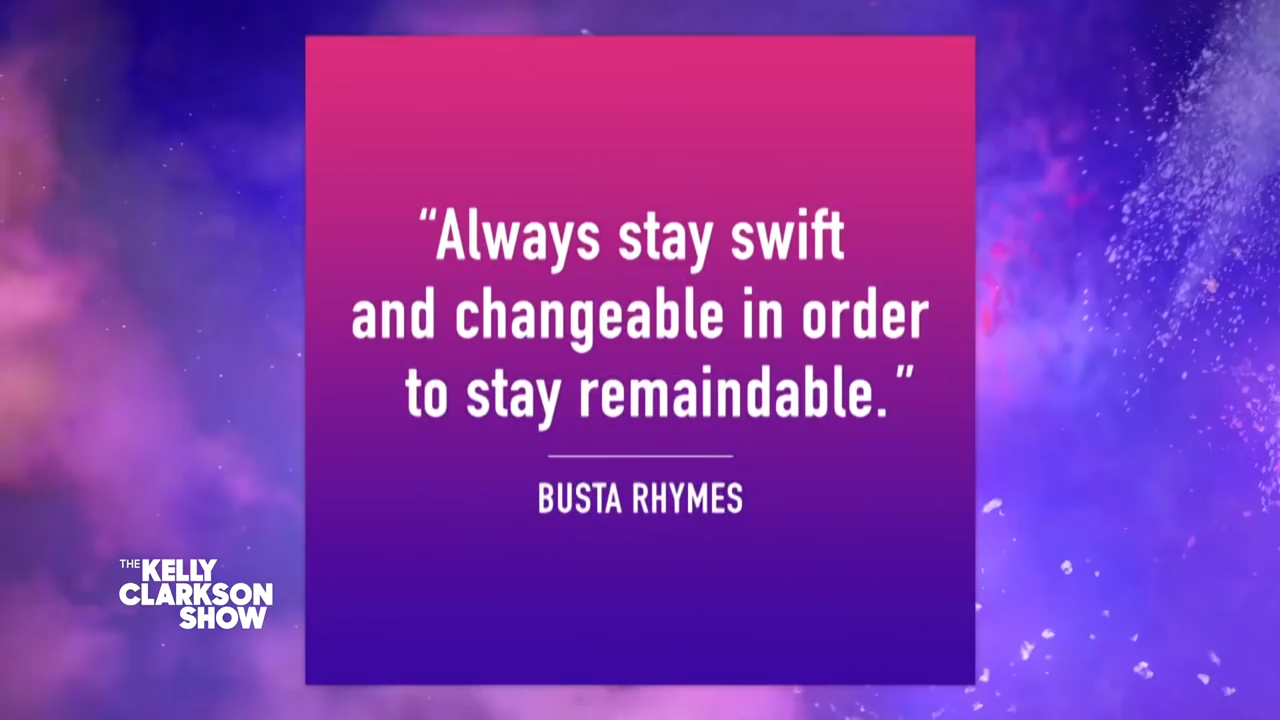 “Always stay swift
and changeable in order
to stay remaindable.”
BUSTA RHYMES
THE KELLY
CLARKSON
SHOW